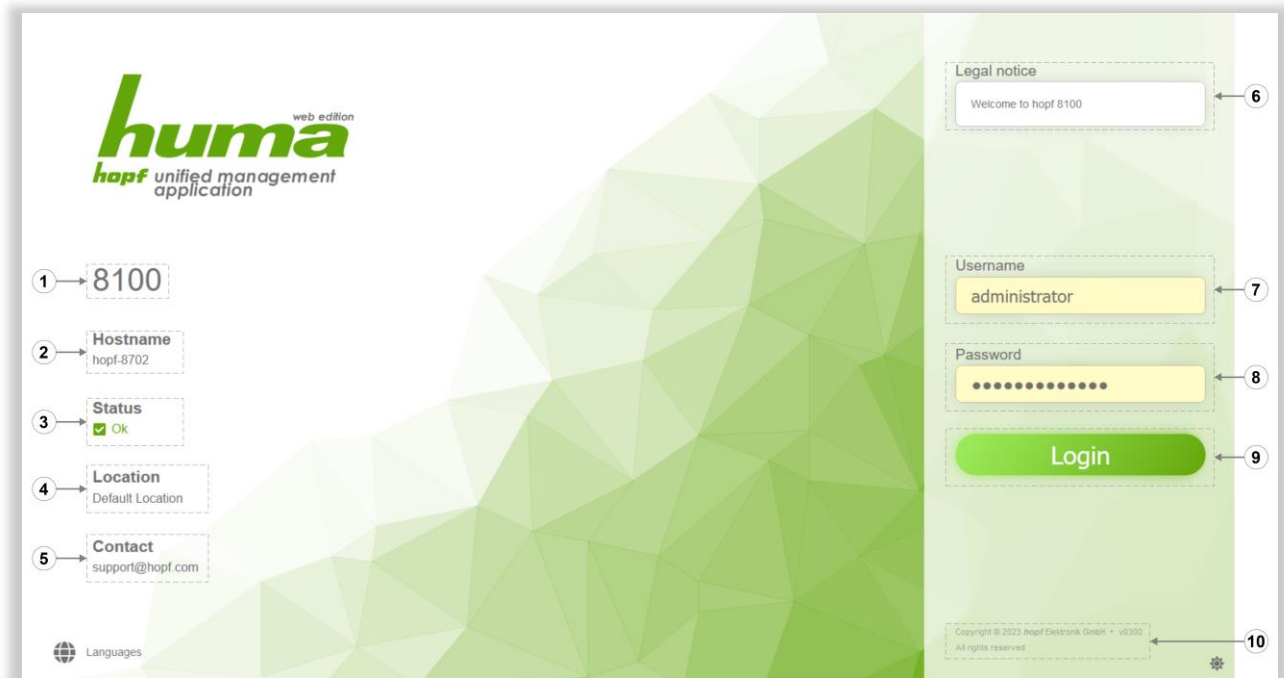 huma
web edition
hopf unified management
application
1
8100
2
Hostname
hopf-8702
3
Status
Ok
4
Location
Default Location
5
Contact
support@hopf.com
Languages
Legal notice
Welcome to hopf 8100
6
Username
administrator
7
Password
●●●●●●●●●●●●●
8
Login
9
Copyright © 2023 hopf Elektronik GmbH • v0300
All rights reserved
10